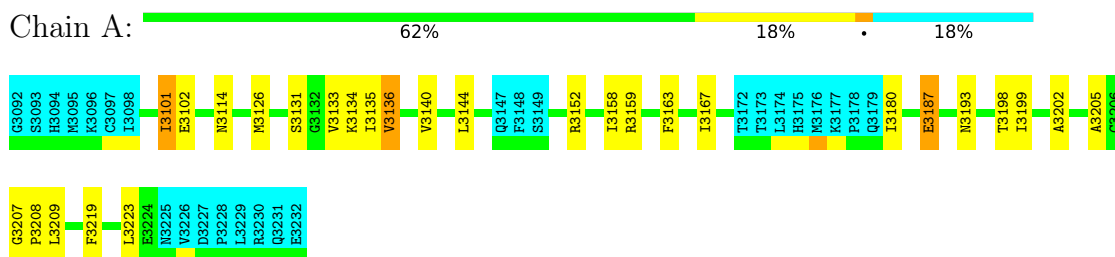 Chain A:
62% 18% • 18%
G3092 S3093 H3094 M3095 K3096 G3097 I3098 I3101 E3102 N3114 M3126 S3131 G3132 V3133 K3134 I3135 V3136 V3140 L3144 Q3147 F3148 S3149 R3152 I3158 R3159 F3163 I3167 T3172 T3173 L3174 H3175 M3176 K3177 P3178 Q3179 I3180 E3187 N3193 T3198 I3199 A3202 A3205 G3206
G3207 P3208 L3209 F3219 L3223 E3224 N3225 V3226 D3227 P3228 L3229 R3230 Q3231 E3232